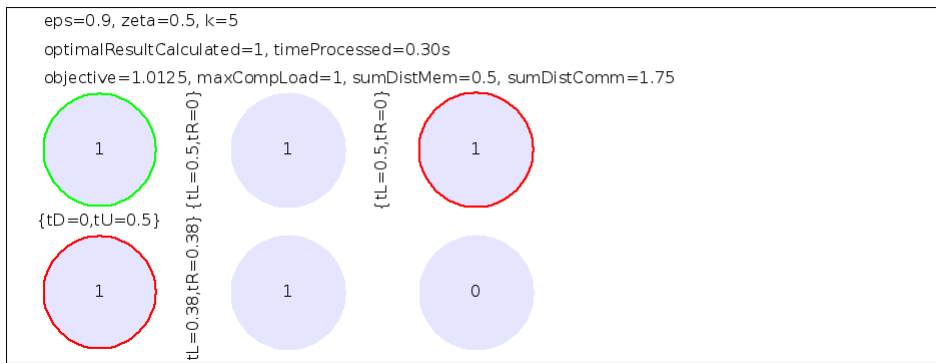 eps=0.9, zeta=0.5, k=5
optimalResultCalculated=1, timeProcessed=0.30s
objective=1.0125, maxCompLoad=1, sumDistMem=0.5, sumDistComm=1.75
1
{tL=0.5,tR=0}
1
{tL=0.5,tR=0}
1
{tD=0,tU=0.5}
1
{tL=0.38,tR=0.38}
1
0